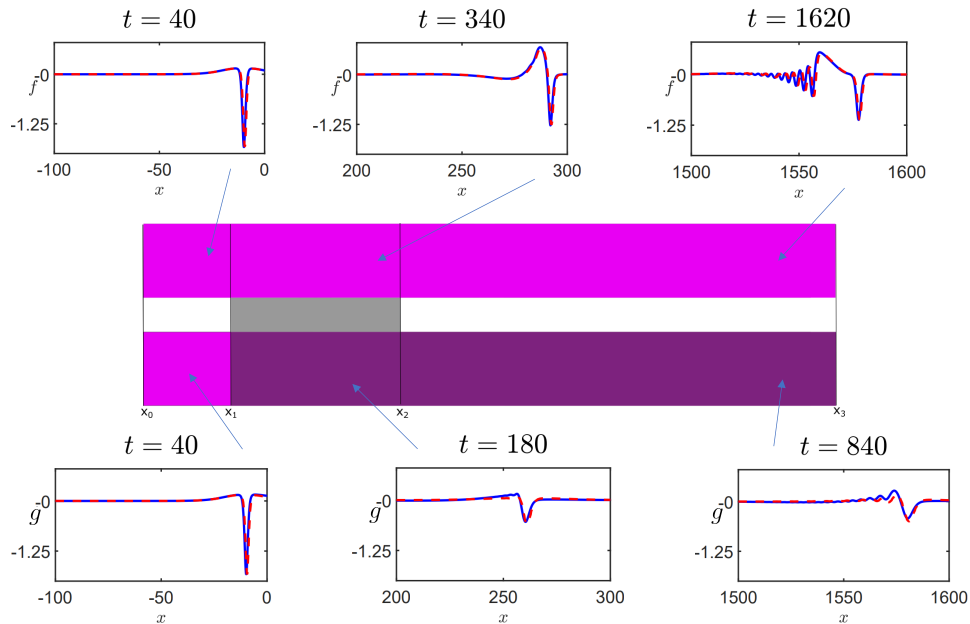 t = 40 t = 340 t = 1620
f -0 f -0 f -0
-1.25 -1.25 -1.25
-100 -50 0 200 250 300 1500 1550 1600
x x x
x₀ x₁ x₂ x₃
t = 40 t = 180 t = 840
g -0 g -0 g -0
-1.25 -1.25 -1.25
-100 -50 0 200 250 300 1500 1550 1600
x x x